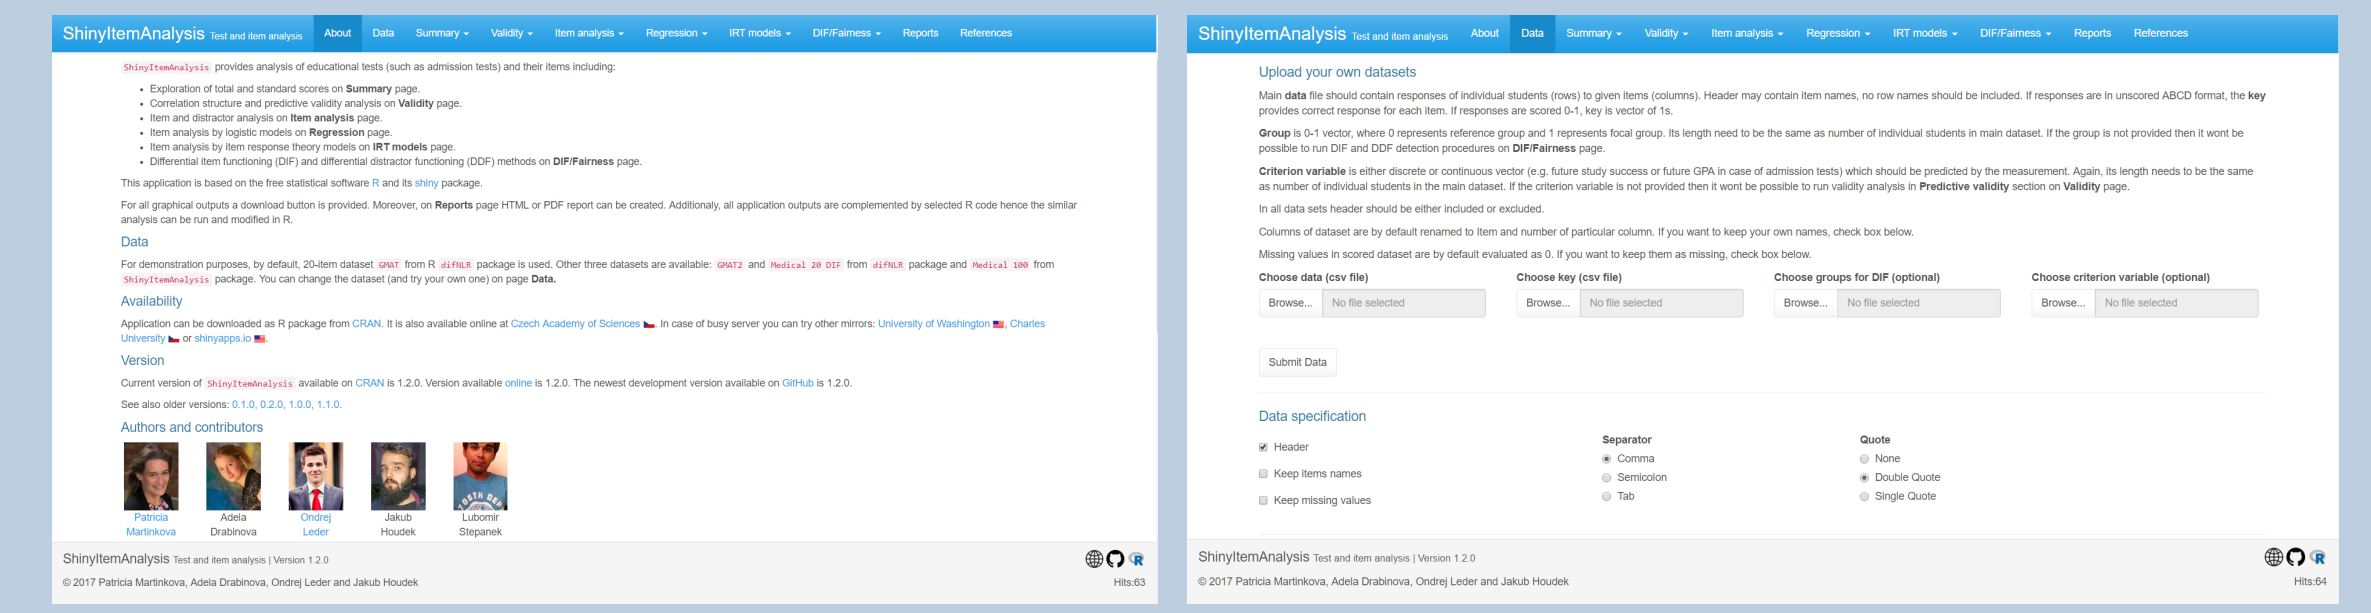 ShinyItemAnalysis Test and item analysis About Data Summary Validity Item analysis Regression IRT models DIF/Fairness Reports References
ShinyItemAnalysis provides analysis of educational tests (such as admission tests) and their items including:
• Exploration of total and standard scores on Summary page.
• Correlation structure and predictive validity analysis on Validity page.
• Item and distractor analysis on Item analysis page.
• Item analysis by logistic models on Regression page.
• Item analysis by item response theory models on IRT models page.
• Differential item functioning (DIF) and differential distractor functioning (DDF) methods on DIF/Fairness page.
This application is based on the free statistical software R and its shiny package.
For all graphical outputs a download button is provided. Moreover, on Reports page HTML or PDF report can be created. Additionaly, all application outputs are complemented by selected R code hence the similar
analysis can be run and modified in R.
Data
For demonstration purposes, by default, 20-item dataset GMAT from R difNLR package is used. Other three datasets are available: GMAT2 and Medical 20 DIF from difNLR package and Medical 100 from
ShinyItemAnalysis package. You can change the dataset (and try your own one) on page Data.
Availability
Application can be downloaded as R package from CRAN. It is also available online at Czech Academy of Sciences . In case of busy server you can try other mirrors: University of Washington , Charles
University or shinyapps.io .
Version
Current version of ShinyItemAnalysis available on CRAN is 1.2.0. Version available online is 1.2.0. The newest development version available on GitHub is 1.2.0.
See also older versions: 0.1.0, 0.2.0, 1.0.0, 1.1.0.
Authors and contributors
Patricia Martinkova
Adela Drabinova
Ondrej Leder
Jakub Houdek
Lubomir Stepanek
ShinyItemAnalysis Test and item analysis | Version 1.2.0
© 2017 Patricia Martinkova, Adela Drabinova, Ondrej Leder and Jakub Houdek
Hits:63
ShinyItemAnalysis Test and item analysis About Data Summary Validity Item analysis Regression IRT models DIF/Fairness Reports References
Upload your own datasets
Main data file should contain responses of individual students (rows) to given items (columns). Header may contain item names, no row names should be included. If responses are in unscored ABCD format, the key
provides correct response for each item. If responses are scored 0-1, key is vector of 1s.
Group is 0-1 vector, where 0 represents reference group and 1 represents focal group. Its length need to be the same as number of individual students in main dataset. If the group is not provided then it wont be
possible to run DIF and DDF detection procedures on DIF/Fairness page.
Criterion variable is either discrete or continuous vector (e.g. future study success or future GPA in case of admission tests) which should be predicted by the measurement. Again, its length needs to be the same
as number of individual students in the main dataset. If the criterion variable is not provided then it wont be possible to run validity analysis in Predictive validity section on Validity page.
In all data sets header should be either included or excluded.
Columns of dataset are by default renamed to Item and number of particular column. If you want to keep your own names, check box below.
Missing values in scored dataset are by default evaluated as 0. If you want to keep them as missing, check box below.
Choose data (csv file) Choose key (csv file) Choose groups for DIF (optional) Choose criterion variable (optional)
Browse... No file selected Browse... No file selected Browse... No file selected Browse... No file selected
Submit Data
Data specification
Header
Keep items names
Keep missing values
Separator
Comma
Semicolon
Tab
Quote
None
Double Quote
Single Quote
ShinyItemAnalysis Test and item analysis | Version 1.2.0
© 2017 Patricia Martinkova, Adela Drabinova, Ondrej Leder and Jakub Houdek
Hits:64